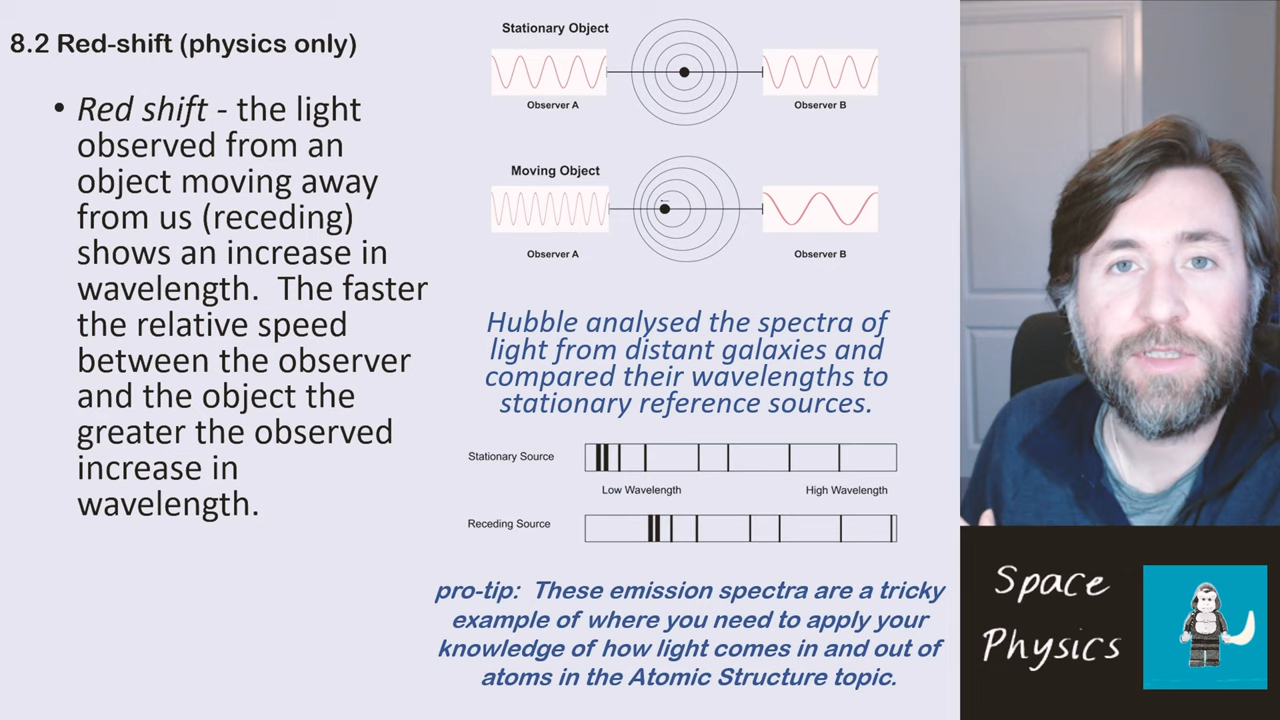 8.2 Red-shift (physics only)
• Red shift - the light
observed from an
object moving away
from us (receding)
shows an increase in
wavelength. The faster
the relative speed
between the observer
and the object the
greater the observed
increase in
wavelength.
Stationary Object
Observer A
Observer B
Moving Object
Observer A
Observer B
Hubble analysed the spectra of
light from distant galaxies and
compared their wavelengths to
stationary reference sources.
Stationary Source
Low Wavelength
High Wavelength
Receding Source
pro-tip: These emission spectra are a tricky
example of where you need to apply your
knowledge of how light comes in and out of
atoms in the Atomic Structure topic.
Space
Physics